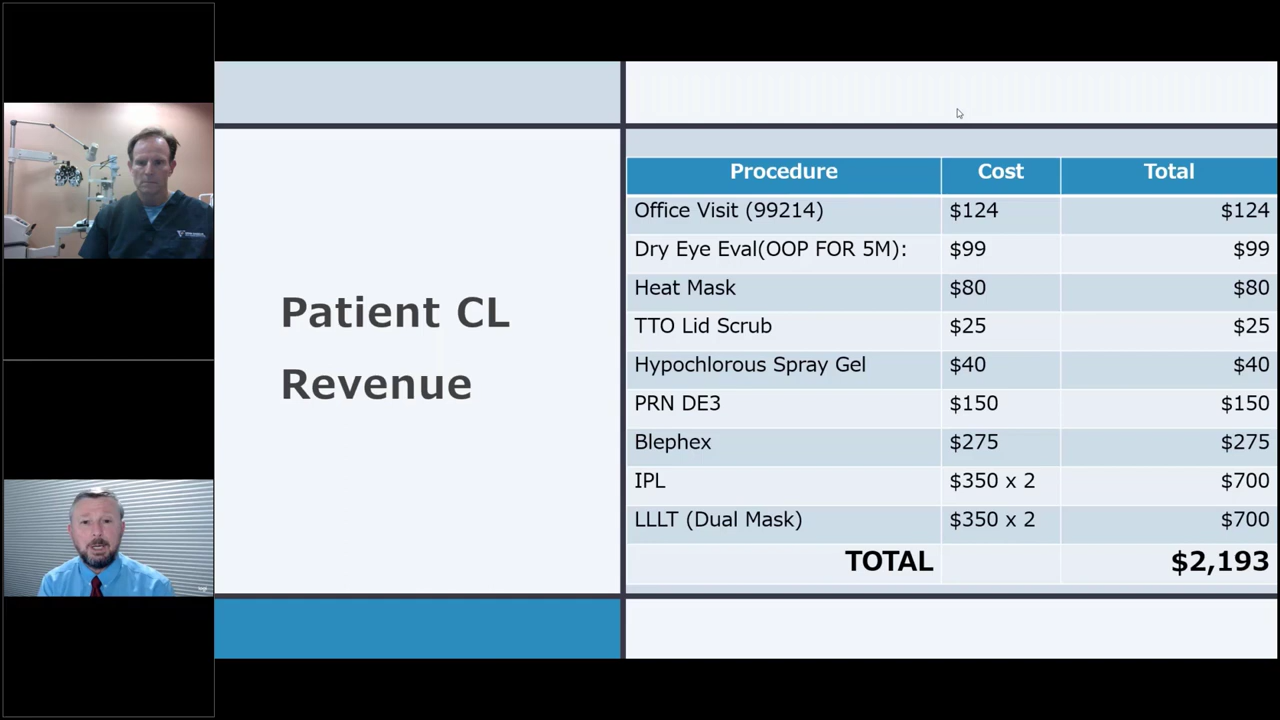 Patient CL
Revenue
Procedure Cost Total
Office Visit (99214) $124 $124
Dry Eye Eval(OOP FOR 5M): $99 $99
Heat Mask $80 $80
TTO Lid Scrub $25 $25
Hypochlorous Spray Gel $40 $40
PRN DE3 $150 $150
Blephex $275 $275
IPL $350 x 2 $700
LLLT (Dual Mask) $350 x 2 $700
TOTAL $2,193